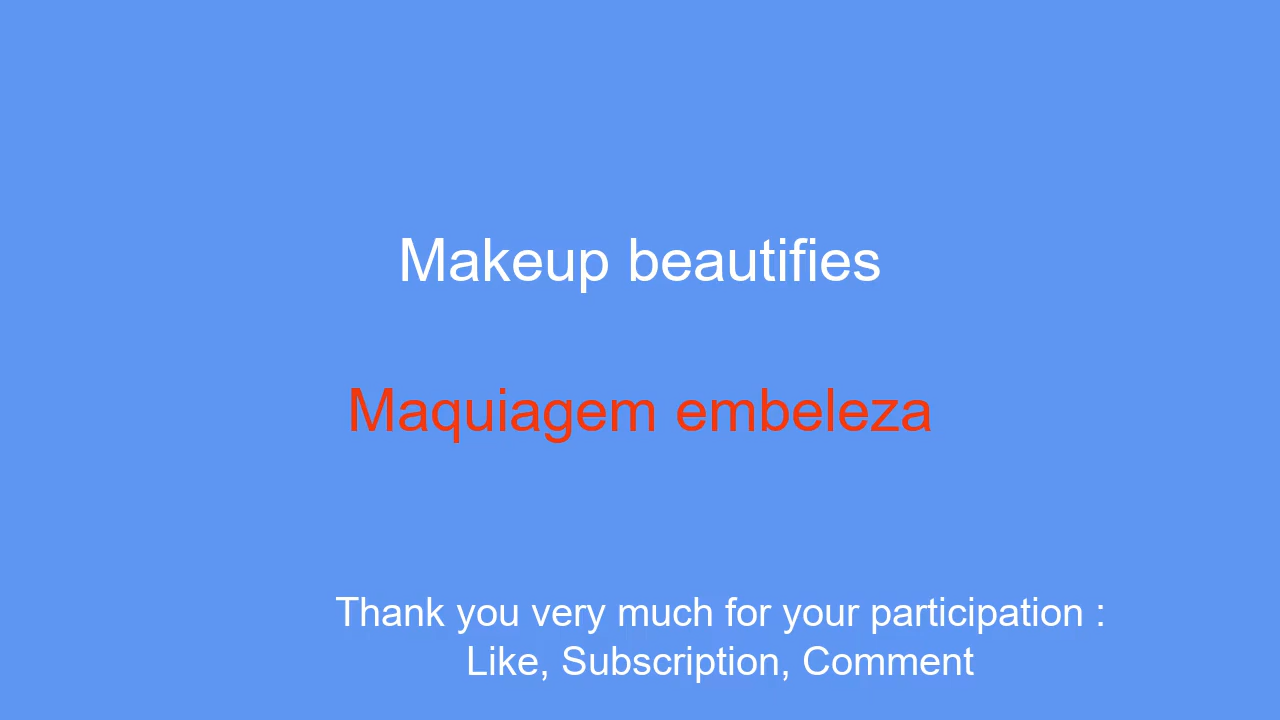 Makeup beautifies
Maquiagem embeleza
Thank you very much for your participation :
Like, Subscription, Comment